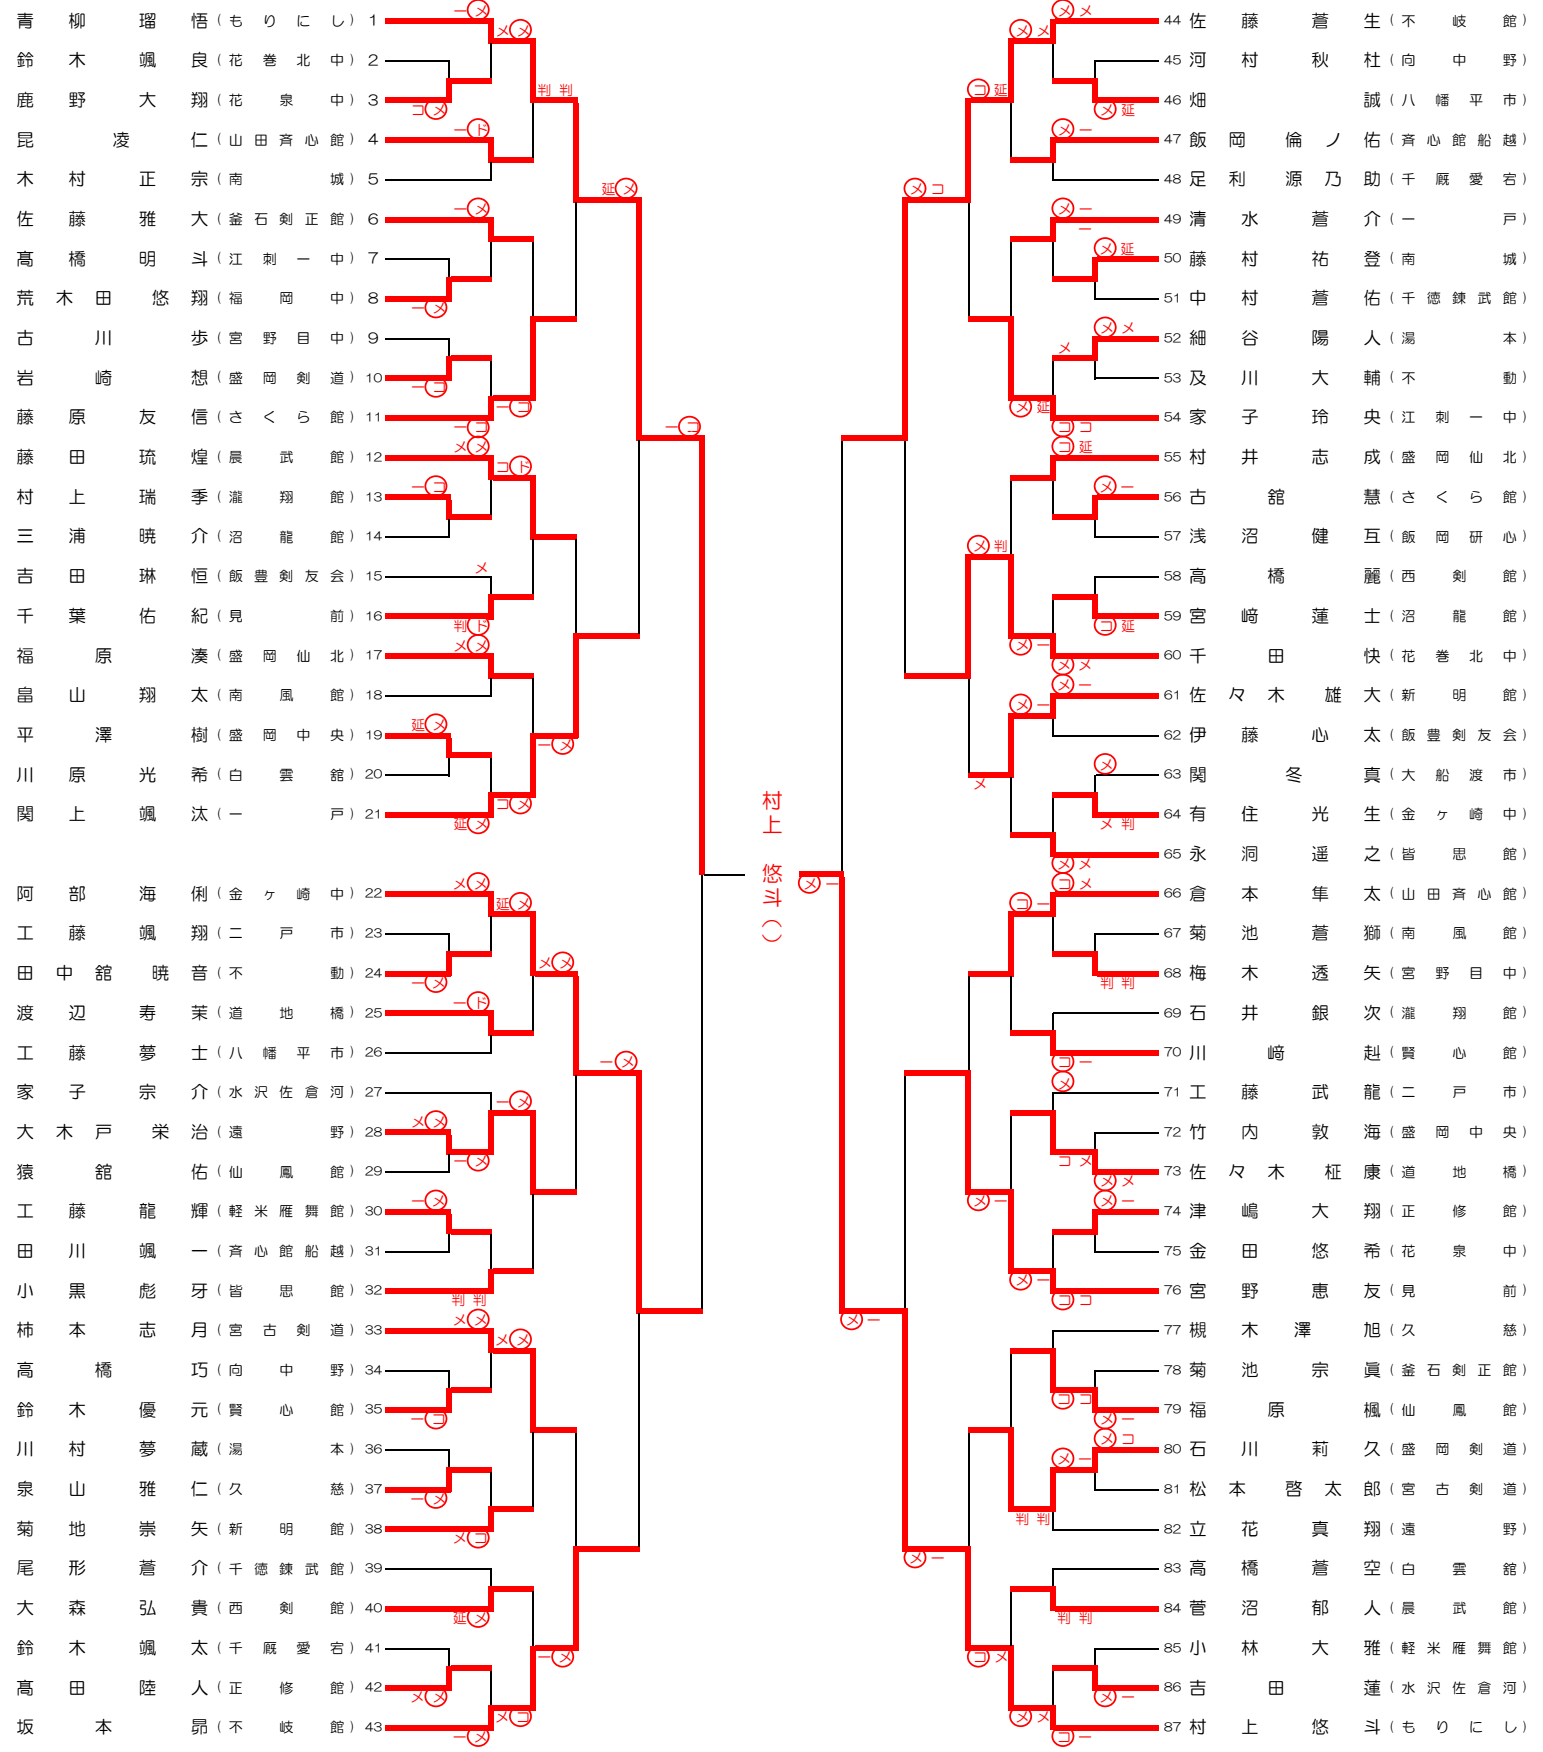 青柳瑠悟(もりにし) 1
鈴木颯良(花巻北中) 2
鹿野大翔(花泉中) 3
昆凌仁(山田斉心館) 4
木村正宗(南城) 5
佐藤雅大(釜石剣正館) 6
髙橋明斗(江刺一中) 7
荒木田悠翔(福岡中) 8
古川歩(宮野目中) 9
岩崎想(盛岡剣道) 10
藤原友信(さくら館) 11
藤田琉煌(晨武館) 12
村上瑞季(瀧翔館) 13
三浦暁介(沼龍館) 14
吉田琳恒(飯豊剣友会) 15
千葉佑紀(見前) 16
福原湊(盛岡仙北) 17
畠山翔太(南風館) 18
平澤樹(盛岡中央) 19
川原光希(白雲舘) 20
関上颯汰(一戸) 21
阿部海俐(金ヶ崎中) 22
工藤颯翔(二戸市) 23
田中舘暁音(不動) 24
渡辺寿茉(道地橋) 25
工藤夢士(八幡平市) 26
家子宗介(水沢佐倉河) 27
大木戸栄治(遠野) 28
猿舘佑(仙鳳館) 29
工藤龍輝(軽米雁舞館) 30
田川颯一(斉心館船越) 31
小黒彪牙(皆思館) 32
柿本志月(宮古剣道) 33
高橋巧(向中野) 34
鈴木優元(賢心館) 35
川村夢蔵(湯本) 36
泉山雅仁(久慈) 37
菊地崇矢(新明館) 38
尾形蒼介(千徳錬武館) 39
大森弘貴(西剣館) 40
鈴木颯太(千厩愛宕) 41
髙田陸人(正修館) 42
坂本昴(不岐館) 43
村上 悠斗()
44 佐藤蒼生(不岐館)
45 河村秋杜(向中野)
46 畑誠(八幡平市)
47 飯岡倫ノ佑(斉心館船越)
48 足利源乃助(千厩愛宕)
49 清水蒼介(一戸)
50 藤村祐登(南城)
51 中村蒼佑(千徳錬武館)
52 細谷陽人(湯本)
53 及川大輔(不動)
54 家子玲央(江刺一中)
55 村井志成(盛岡仙北)
56 古舘慧(さくら館)
57 浅沼健互(飯岡研心)
58 高橋麗(西剣館)
59 宮﨑蓮士(沼龍館)
60 千田快(花巻北中)
61 佐々木雄大(新明館)
62 伊藤心太(飯豊剣友会)
63 関冬真(大船渡市)
64 有住光生(金ヶ崎中)
65 永洞遥之(皆思館)
66 倉本隼太(山田斉心館)
67 菊池蒼獅(南風館)
68 梅木透矢(宮野目中)
69 石井銀次(瀧翔館)
70 川﨑赳(賢心館)
71 工藤武龍(二戸市)
72 竹内敦海(盛岡中央)
73 佐々木柾康(道地橋)
74 津嶋大翔(正修館)
75 金田悠希(花泉中)
76 宮野恵友(見前)
77 槻木澤旭(久慈)
78 菊池宗眞(釜石剣正館)
79 福原楓(仙鳳館)
80 石川莉久(盛岡剣道)
81 松本啓太郎(宮古剣道)
82 立花真翔(遠野)
83 高橋蒼空(白雲舘)
84 菅沼郁人(晨武館)
85 小林大雅(軽米雁舞館)
86 吉田蓮(水沢佐倉河)
87 村上悠斗(もりにし)